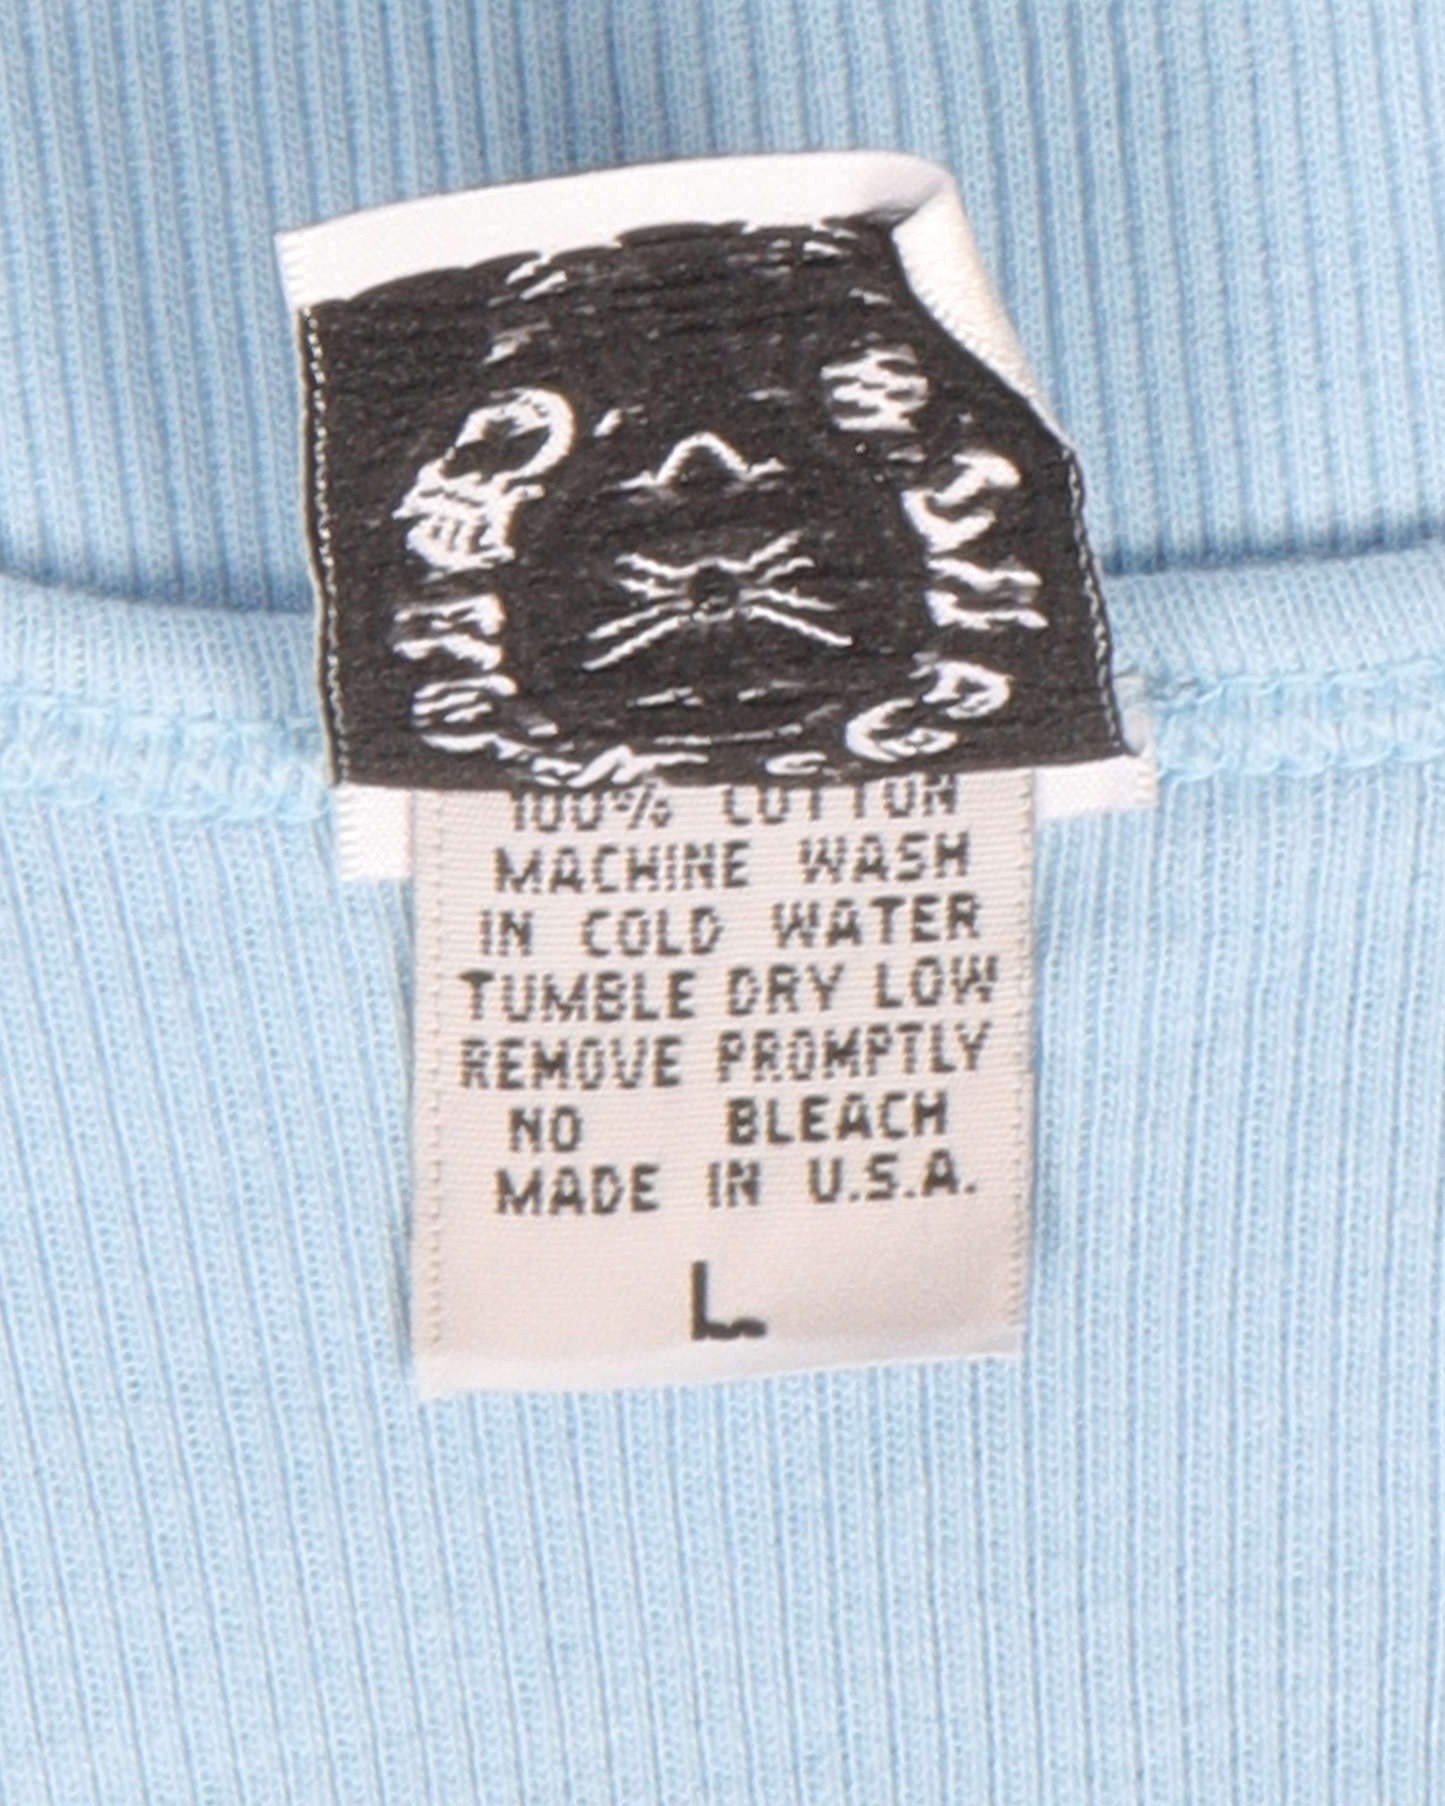 100% COTTON
MACHINE WASH
IN COLD WATER
TUMBLE DRY LOW
REMOVE PROMPTLY
NO BLEACH
MADE IN U.S.A.
L